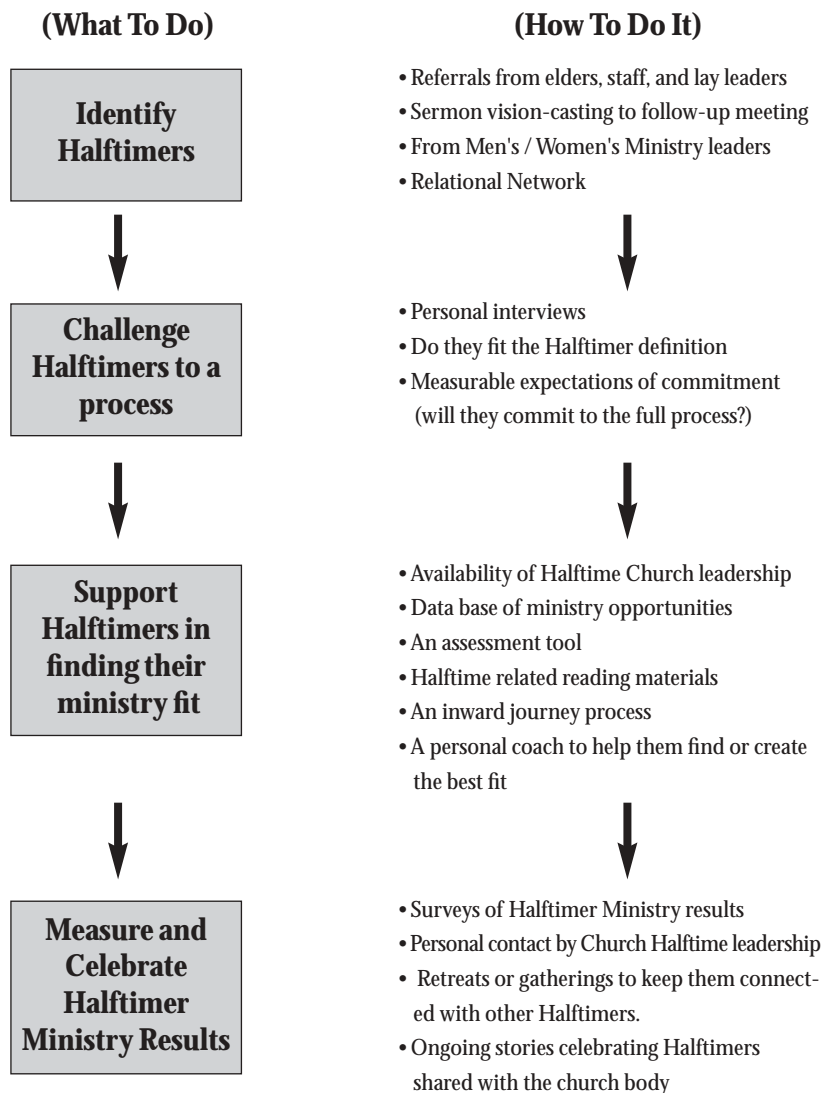 (What To Do)
(How To Do It)
Identify
Halftimers
• Referrals from elders, staff, and lay leaders
• Sermon vision-casting to follow-up meeting
• From Men's / Women's Ministry leaders
• Relational Network
Challenge
Halftimers to a
process
• Personal interviews
• Do they fit the Halftimer definition
• Measurable expectations of commitment
(will they commit to the full process?)
Support
Halftimers in
finding their
ministry fit
• Availability of Halftime Church leadership
• Data base of ministry opportunities
• An assessment tool
• Halftime related reading materials
• An inward journey process
• A personal coach to help them find or create
the best fit
Measure and
Celebrate
Halftimer
Ministry Results
• Surveys of Halftimer Ministry results
• Personal contact by Church Halftime leadership
• Retreats or gatherings to keep them connect-
ed with other Halftimers.
• Ongoing stories celebrating Halftimers
shared with the church body